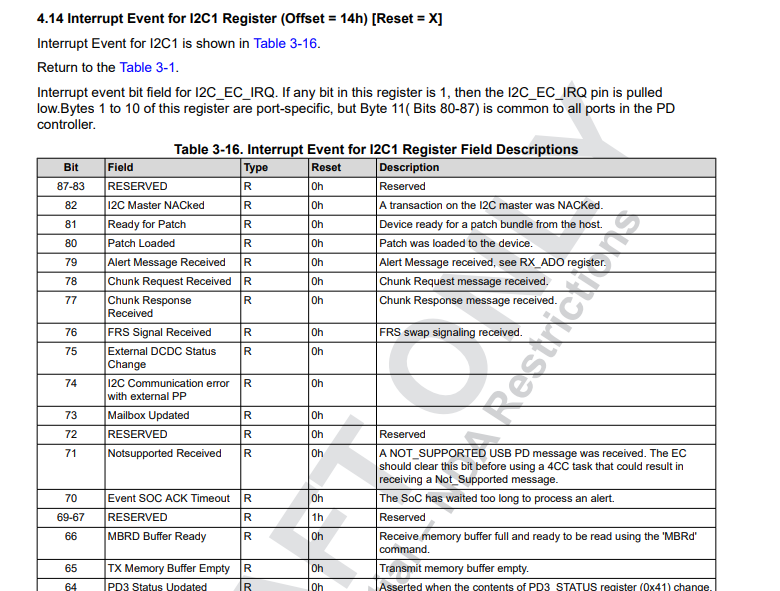 4.14 Interrupt Event for I2C1 Register (Offset = 14h) [Reset = X]
Interrupt Event for I2C1 is shown in Table 3-16.
Return to the Table 3-1.
Interrupt event bit field for I2C_EC_IRQ. If any bit in this register is 1, then the I2C_EC_IRQ pin is pulled
low.Bytes 1 to 10 of this register are port-specific, but Byte 11( Bits 80-87) is common to all ports in the PD
controller.
Table 3-16. Interrupt Event for I2C1 Register Field Descriptions
Bit Field Type Reset Description
87-83 RESERVED R 0h Reserved
82 I2C Master NACked R 0h A transaction on the I2C master was NACKed.
81 Ready for Patch R 0h Device ready for a patch bundle from the host.
80 Patch Loaded R 0h Patch was loaded to the device.
79 Alert Message Received R 0h Alert Message received, see RX_ADO register.
78 Chunk Request Received R 0h Chunk Request message received.
77 Chunk Response R 0h Chunk Response message received.
Received
76 FRS Signal Received R 0h FRS swap signaling received.
75 External DCDC Status R 0h
Change
74 I2C Communication error R 0h
with external PP
73 Mailbox Updated R 0h
72 RESERVED R 0h Reserved
71 Notsupported Received R 0h A NOT_SUPPORTED USB PD message was received. The EC
should clear this bit before using a 4CC task that could result in
receiving a Not_Supported message.
70 Event SOC ACK Timeout R 0h The SoC has waited too long to process an alert.
69-67 RESERVED R 1h Reserved
66 MBRD Buffer Ready R 0h Receive memory buffer full and ready to be read using the 'MBRd'
command.
65 TX Memory Buffer Empty R 0h Transmit memory buffer empty.
64 PD3 Status Updated R 0h Asserted when the contents of PD3_STATUS register (0x41) change.
AFT ONLY
NDA Restrictions